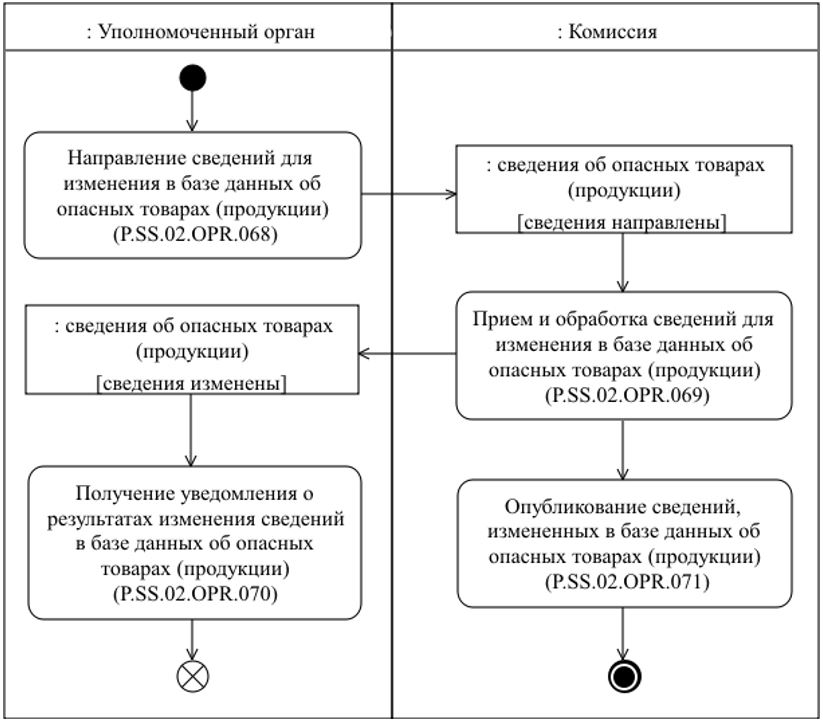 : Уполномоченный орган
: Комиссия
Направление сведений для
изменения в базе данных об
опасных товарах (продукции)
(P.SS.02.OPR.068)
: сведения об опасных товарах
(продукции)
[сведения направлены]
Прием и обработка сведений для
изменения в базе данных об
опасных товарах (продукции)
(P.SS.02.OPR.069)
: сведения об опасных товарах
(продукции)
[сведения изменены]
Получение уведомления о
результатах изменения сведений
в базе данных об опасных
товарах (продукции)
(P.SS.02.OPR.070)
Опубликование сведений,
измененных в базе данных об
опасных товарах (продукции)
(P.SS.02.OPR.071)